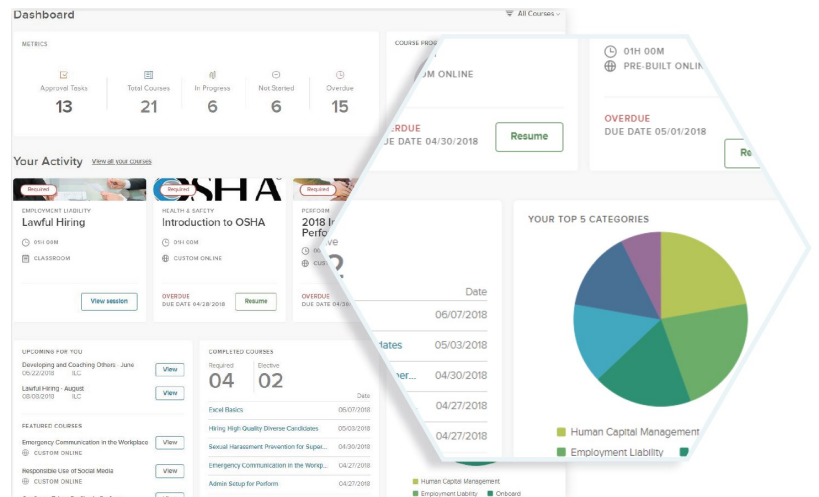 Dashboard
All Courses
METRICS
Approval Tasks
13
Total Courses
21
In Progress
6
Not Started
6
Overdue
15
Your Activity
View all your courses
Required
EMPLOYMENT LIABILITY
Lawful Hiring
01H 00M
CLASSROOM
View session
Required
OSHA
HEALTH & SAFETY
Introduction to OSHA
01H 00M
CUSTOM ONLINE
OVERDUE
DUE DATE 04/28/2018
Resume
Required
PERFORM
2018
OVERDUE
UPCOMING FOR YOU
Developing and Coaching Others - June
05/22/2018 ILC
View
Lawful Hiring - August
08/08/2018 ILC
View
FEATURED COURSES
Emergency Communication in the Workplace
CUSTOM ONLINE
View
Responsible Use of Social Media
CUSTOM ONLINE
View
COMPLETED COURSES
Required
04
Elective
02
Date
Excel Basics 06/07/2018
Hiring High Quality Diverse Candidates 05/03/2018
Sexual Harassment Prevention for Super... 04/30/2018
Emergency Communication in the Workp... 04/27/2018
Admin Setup for Perform 04/27/2018
Human Capital Management
Employment Liability
Onboard
COURSE
ONLINE
DATE 04/30/2018
Resume
01H 00M
PRE-BUILT
OVERDUE
DUE DATE 05/01/2018
Date
06/07/2018
05/03/2018
04/30/2018
04/27/2018
04/27/2018
YOUR TOP 5 CATEGORIES
Human Capital Management
Employment Liability